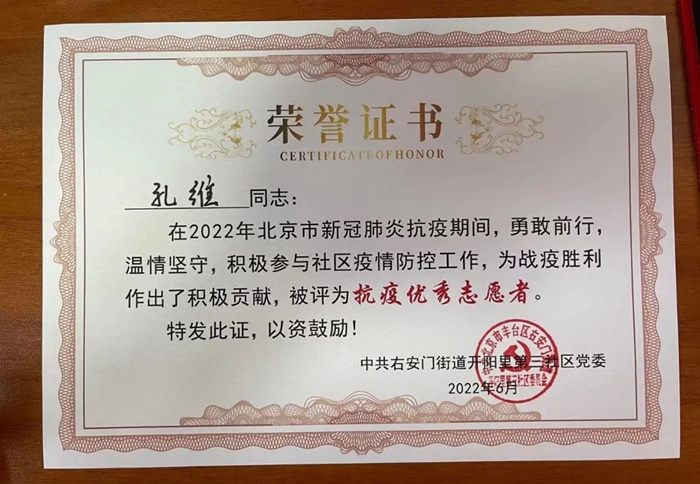 荣誉证书
CERTIFICATEOFHONOR
孔维 同志：
在2022年北京市新冠肺炎抗疫期间，勇敢前行，
温情坚守，积极参与社区疫情防控工作，为战疫胜利
作出了积极贡献，被评为抗疫优秀志愿者。
特发此证，以资鼓励！
中共右安门街道开阳里第三社区党委
2022年6月